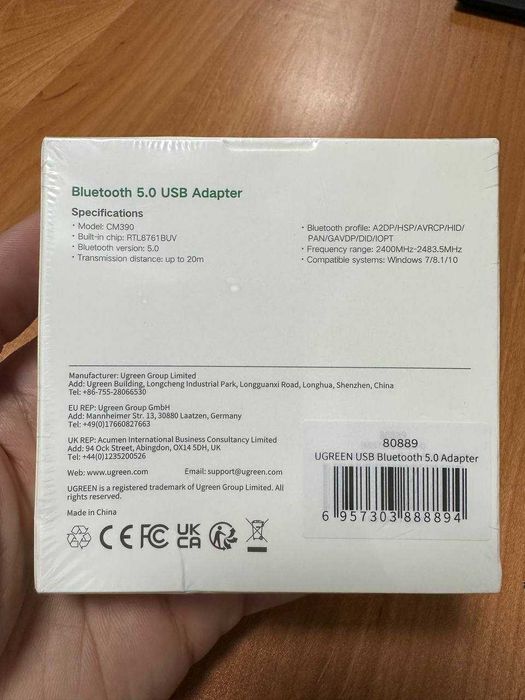 Bluetooth 5.0 USB Adapter
Specifications
· Model: CM390
· Built-in chip: RTL8761BUV
· Bluetooth version: 5.0
· Transmission distance: up to 20m
· Bluetooth profile: A2DP/HSP/AVRCP/HID/
PAN/GAVDP/DID/IOPT
· Frequency range: 2400MHz-2483.5MHz
· Compatible systems: Windows 7/8.1/10
Manufacturer: Ugreen Group Limited
Add: Ugreen Building, Longcheng Industrial Park, Longguanxi Road, Longhua, Shenzhen, China
Tel: +86-755-28066530
EU REP: Ugreen Group GmbH
Add: Mannheimer Str. 13, 30880 Laatzen, Germany
Tel: +49(0)17660827663
UK REP: Acumen International Business Consultancy Limited
Add: 94 Ock Street, Abingdon, OX14 5DH, UK
Tel: +44(0)1235200526
Web: www.ugreen.com Email: support@ugreen.com
UGREEN is a registered trademark of Ugreen Group Limited. All
rights reserved.
Made in China
CE FC UK
CA
80889
UGREEN USB Bluetooth 5.0 Adapter
6 957303 888894